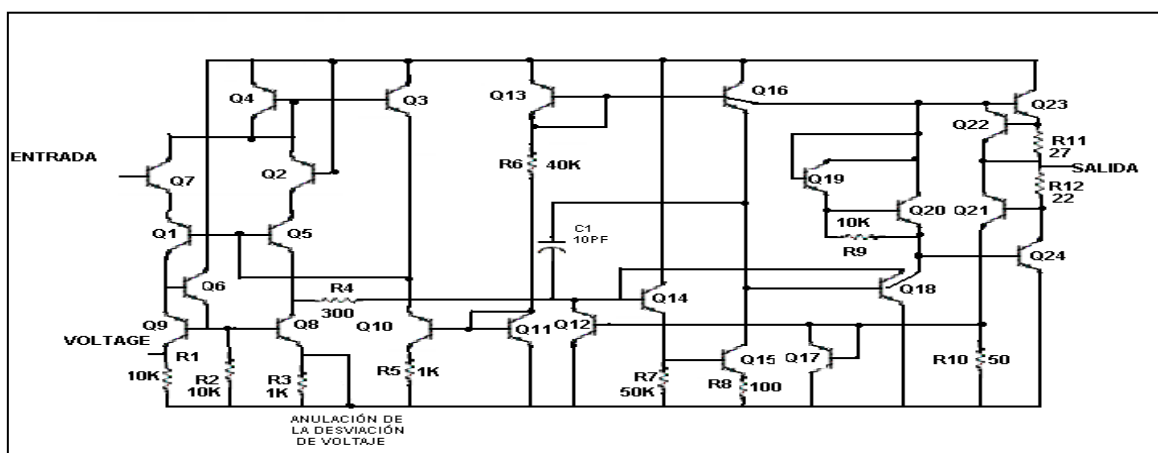 Q4
Q3
Q13
Q16
Q23
Q22
R11
27
ENTRADA
Q7
Q2
R6
40K
Q19
SALIDA
R12
22
Q1
Q5
C1
10PF
10K
R9
Q20
Q21
Q24
Q6
R4
300
Q14
Q18
Q9
Q8
Q10
Q11
Q12
VOLTAGE
R1
10K
R2
10K
R3
1K
R5
1K
R7
50K
Q15
R8
100
Q17
R10
50
ANULACIÓN DE
LA DESVIACIÓN
DE VOLTAJE